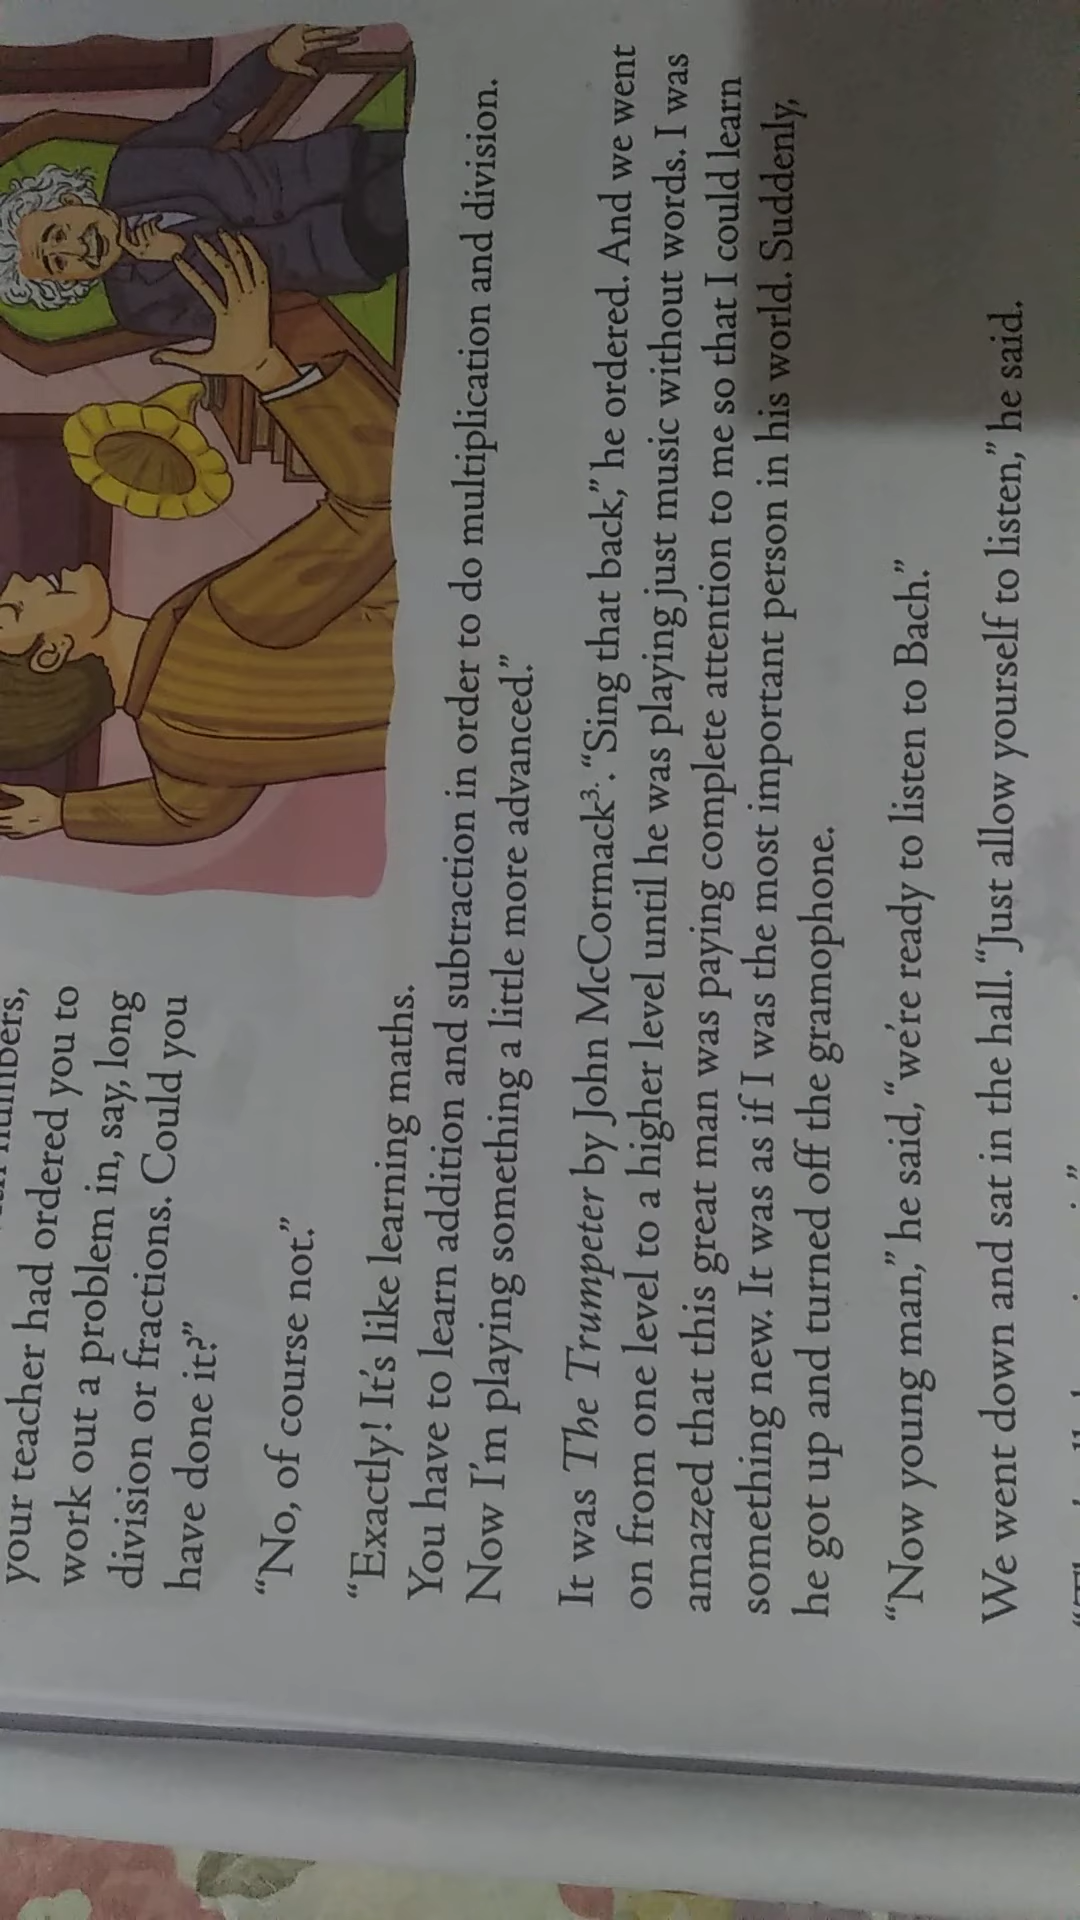 numbers,
your teacher had ordered you to
work out a problem in, say, long
division or fractions. Could you
have done it?”
“No, of course not.”
“Exactly! It's like learning maths.
You have to learn addition and subtraction in order to do multiplication and division.
Now I'm playing something a little more advanced.”
It was The Trumpeter by John McCormack³. “Sing that back,” he ordered. And we went
on from one level to a higher level until he was playing just music without words. I was
amazed that this great man was paying complete attention to me so that I could learn
something new. It was as if I was the most important person in his world. Suddenly,
he got up and turned off the gramophone.
“Now young man,” he said, “we're ready to listen to Bach.”
We went down and sat in the hall. “Just allow yourself to listen,” he said.